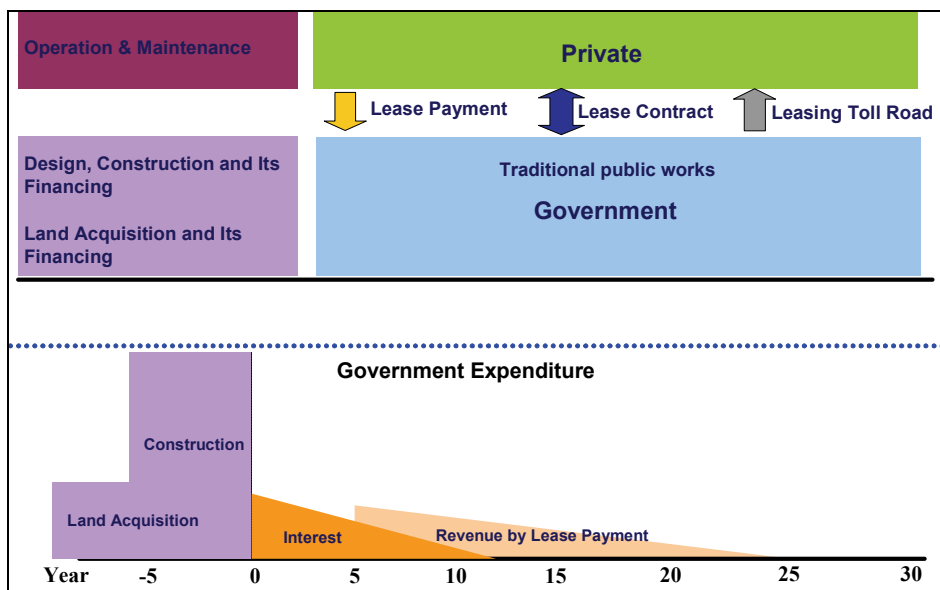 Operation & Maintenance
Private
Lease Payment
Lease Contract
Leasing Toll Road
Design, Construction and Its
Financing
Land Acquisition and Its
Financing
Traditional public works
Government
Government Expenditure
Construction
Land Acquisition
Interest
Revenue by Lease Payment
Year -5 0 5 10 15 20 25 30